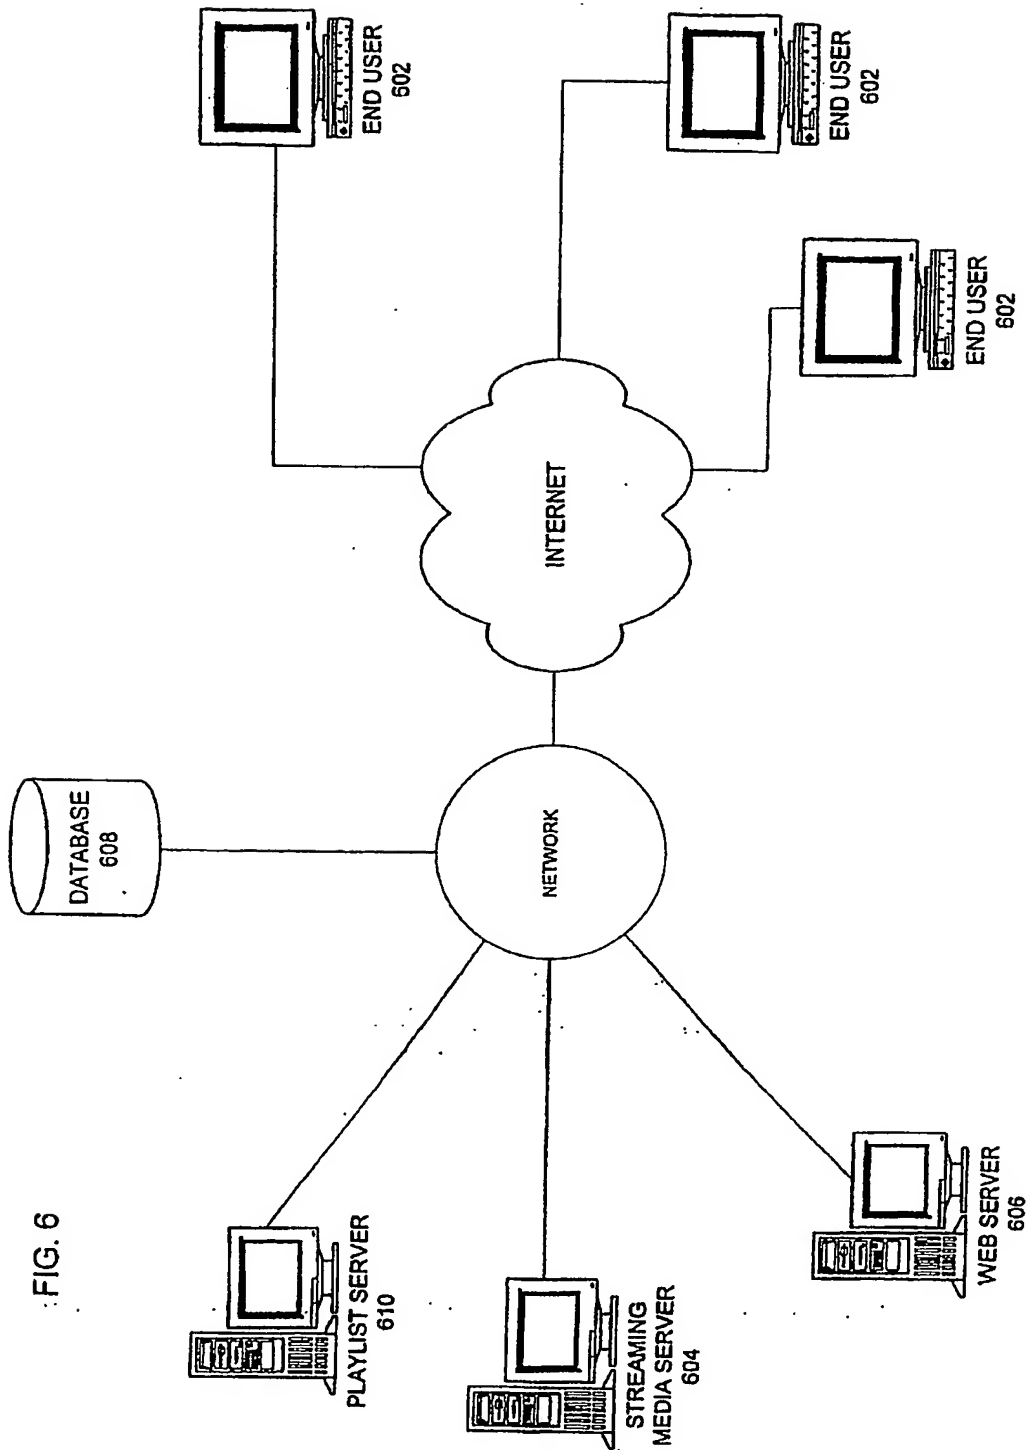 FIG. 6
PLAYLIST SERVER
610
STREAMING
MEDIA SERVER
604
WEB SERVER
606
DATABASE
608
NETWORK
INTERNET
END USER
602
END USER
602
END USER
602